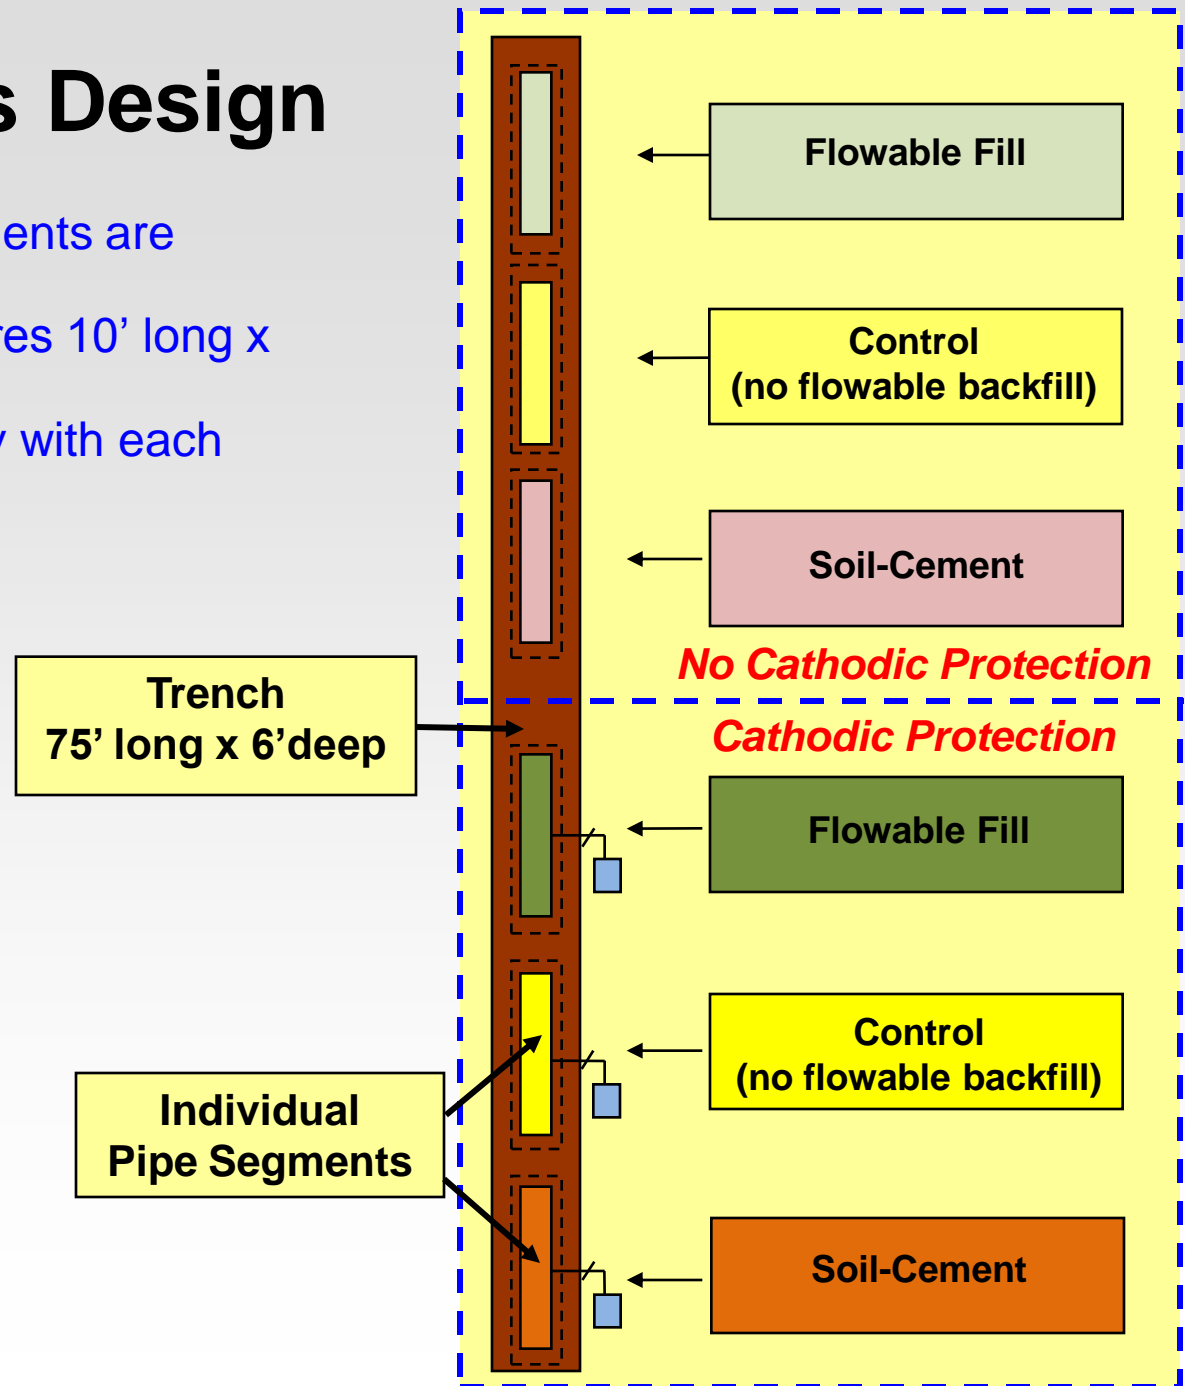 s Design
ents are
res 10’ long x
y with each
Flowable Fill
Control
(no flowable backfill)
Soil-Cement
No Cathodic Protection
Trench
75’ long x 6’deep
Cathodic Protection
Flowable Fill
Control
(no flowable backfill)
Individual
Pipe Segments
Soil-Cement